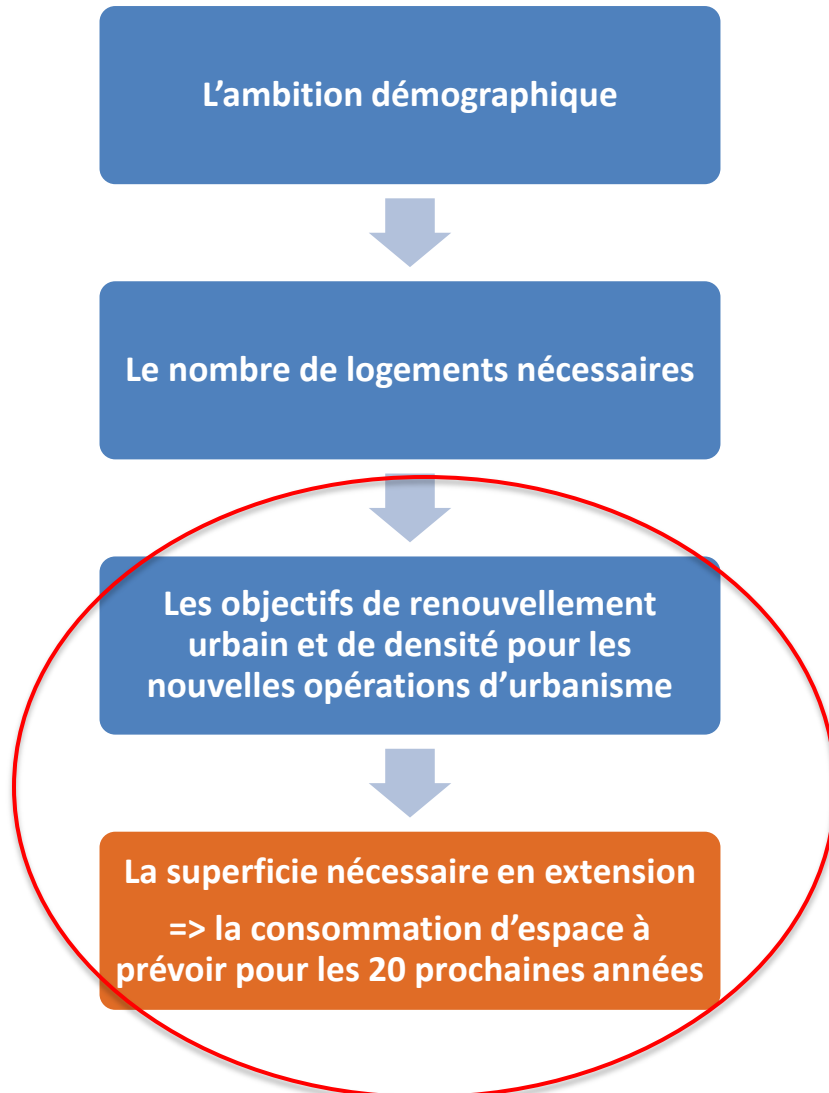 L’ambition démographique
Le nombre de logements nécessaires
Les objectifs de renouvellement
urbain et de densité pour les
nouvelles opérations d’urbanisme
La superficie nécessaire en extension
=> la consommation d’espace à
prévoir pour les 20 prochaines années